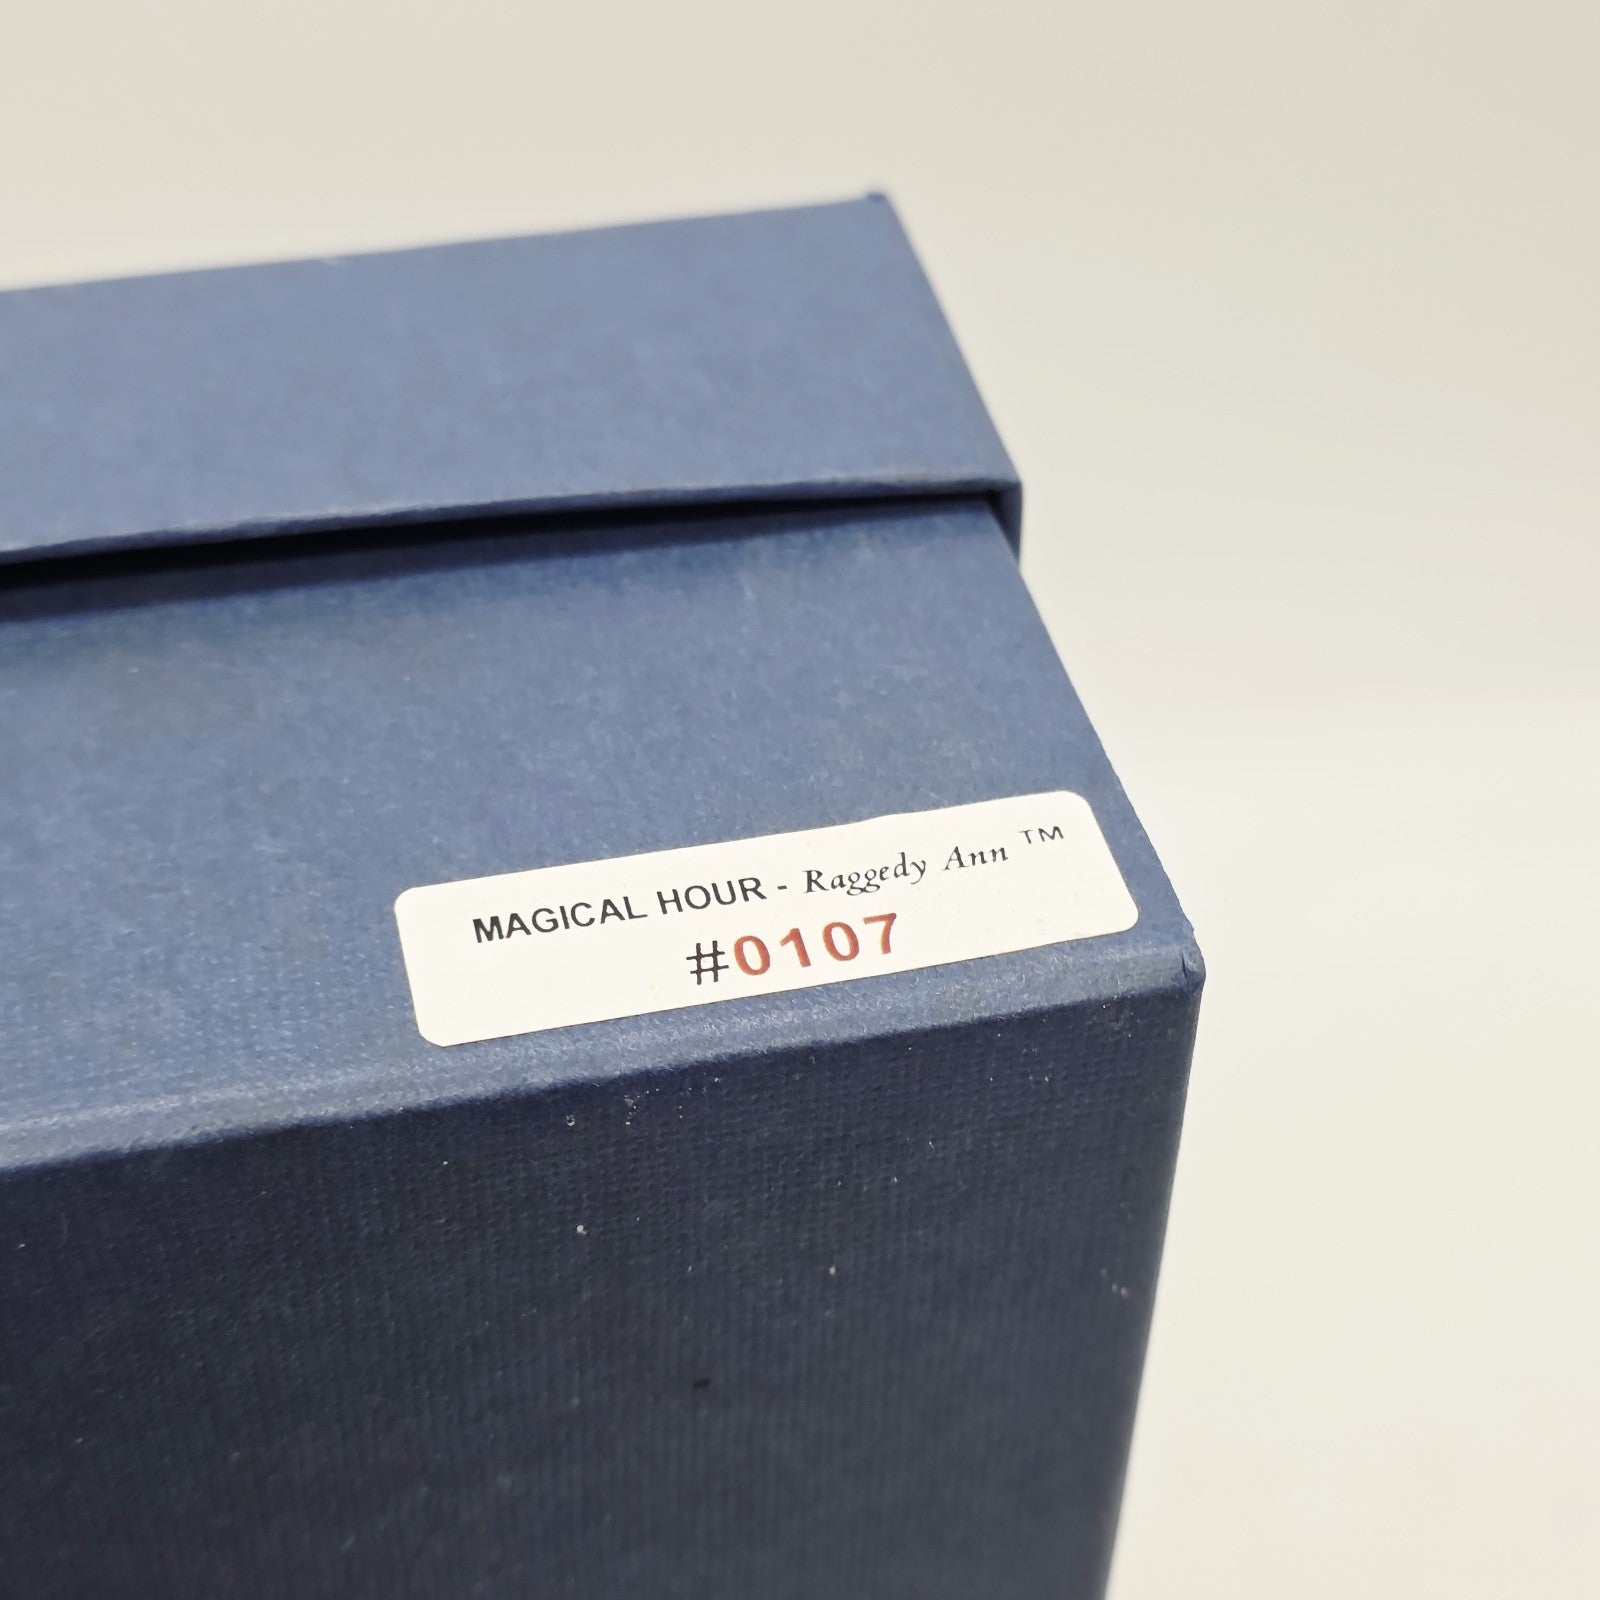 MAGICAL HOUR - Raggedy Ann ™
#0107